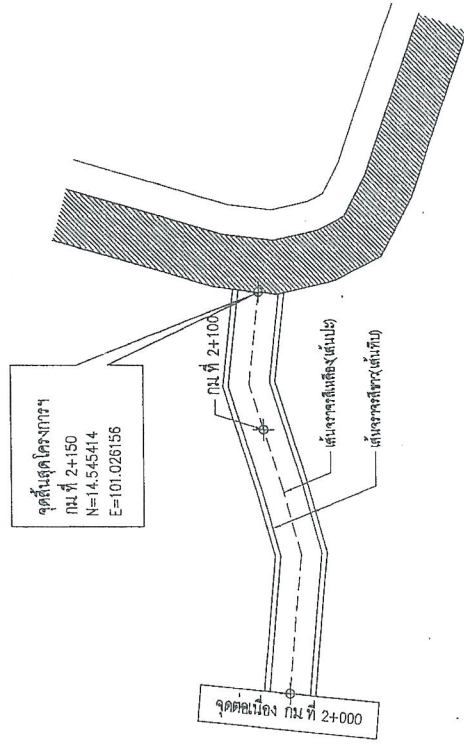 จุดสิ้นสุดโครงการฯ
กม ที่ 2+150
N=14.545414
E=101.026156
กม ที่ 2+100
เส้นจราจรสีเหลือง(เส้นปะ)
เส้นจราจรสีขาว(เส้นทึบ)
จุดต่อเนื่อง กม ที่ 2+000